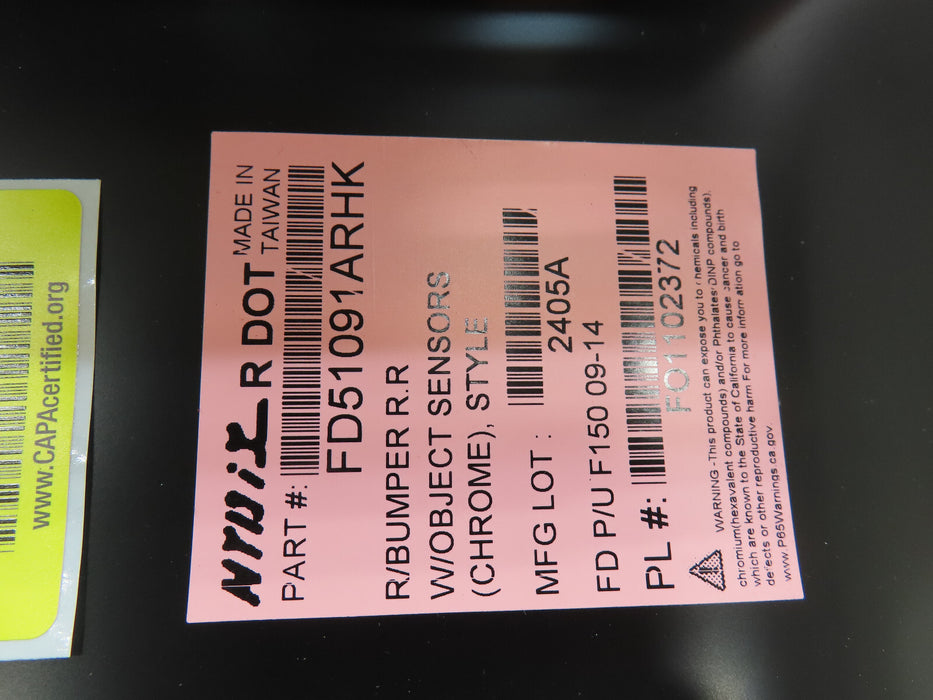 www.CAPAcertified.org
R DOT
MADE IN
TAIWAN
PART #:
FD51091ARHK
R/BUMPER R.R
W/OBJECT SENSORS
(CHROME), STYLE
MFG LOT :
2405A
FD P/U F150 09-14
PL #:
FO1102372
WARNING -This product can expose you to chemicals including
chromium(hexavalent compounds) and/or Phthalates(DINP compounds),
which are known to the State of California to cause cancer and birth
defects or other reproductive harm For more information go to
www.P65Warnings.ca.gov.